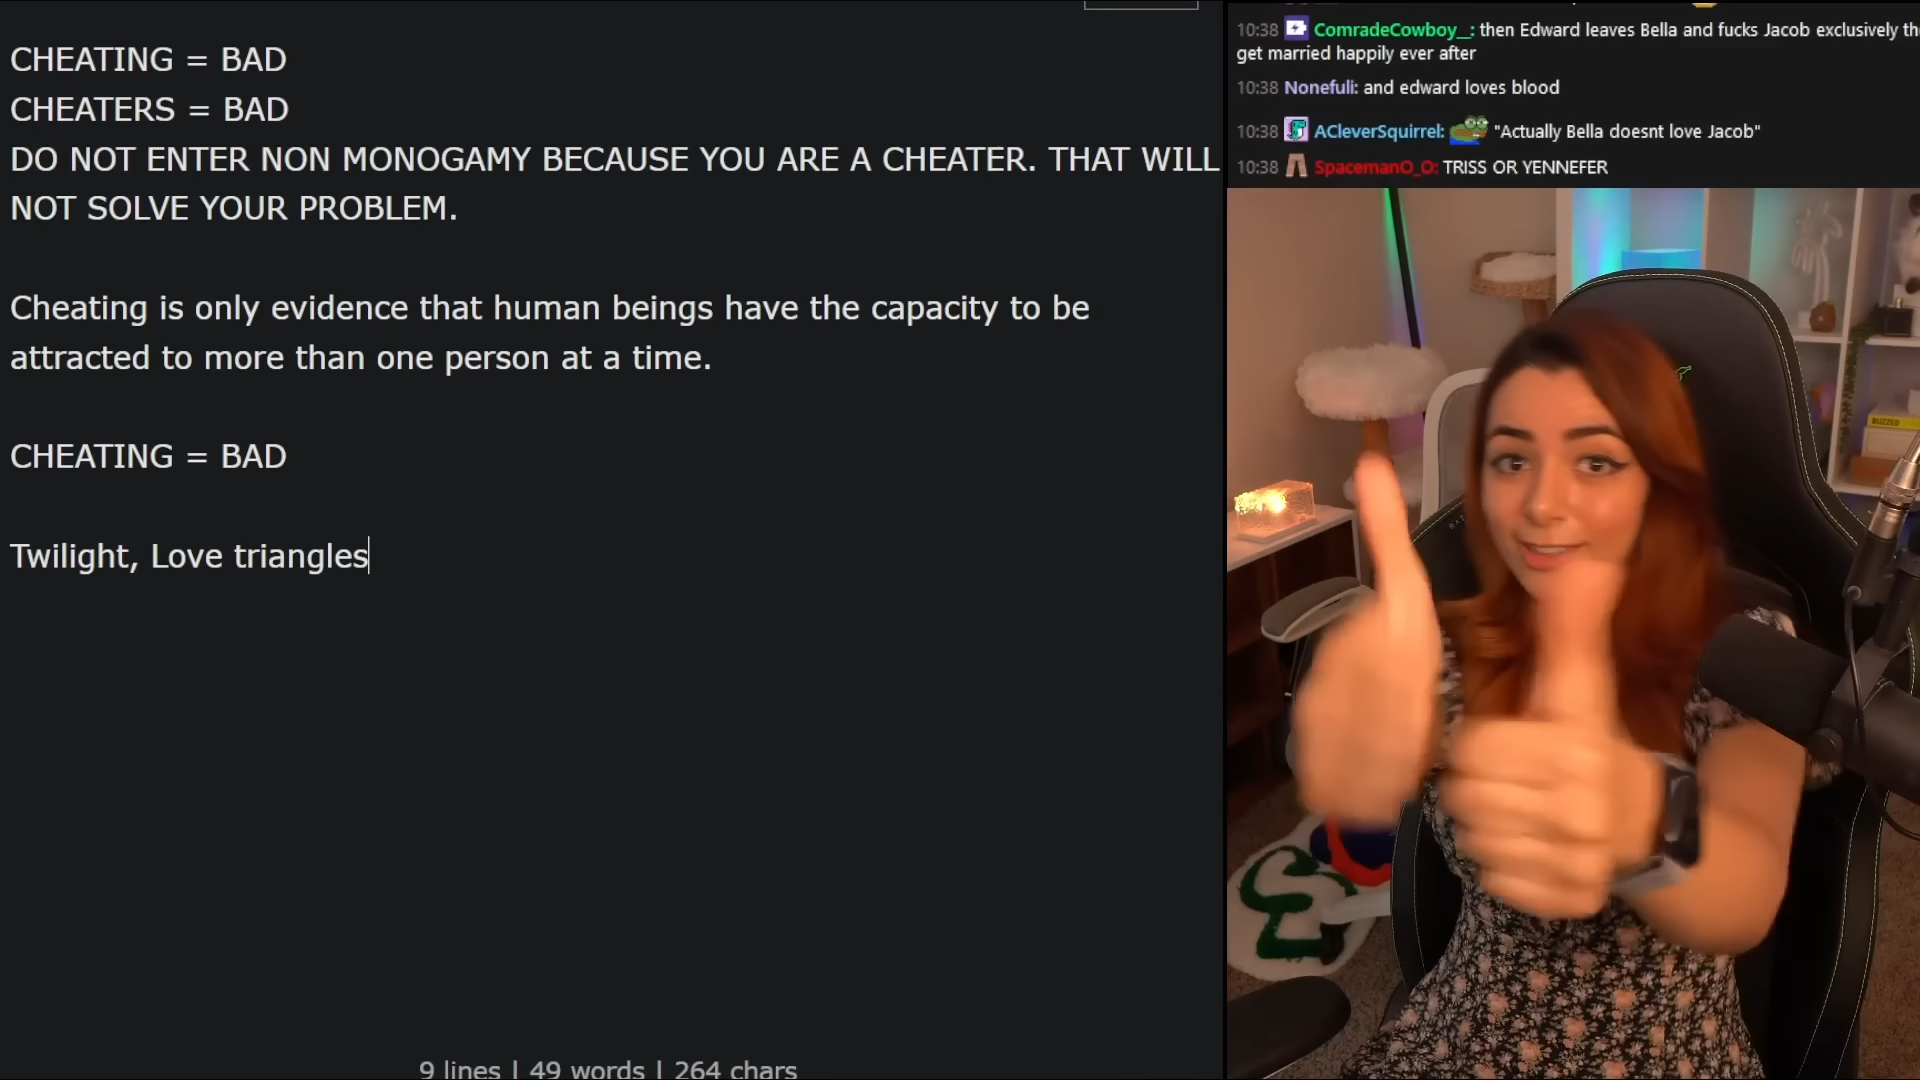 CHEATING = BAD
CHEATERS = BAD
DO NOT ENTER NON MONOGAMY BECAUSE YOU ARE A CHEATER. THAT WILL
NOT SOLVE YOUR PROBLEM.
Cheating is only evidence that human beings have the capacity to be
attracted to more than one person at a time.
CHEATING = BAD
Twilight, Love triangles
9 lines | 49 words | 264 chars
10:38 ComradeCowboy__: then Edward leaves Bella and fucks Jacob exclusively
get married happily ever after
10:38 Nonefuli: and edward loves blood
10:38 ACleverSquirrel: "Actually Bella doesnt love Jacob"
10:38 SpacemanO_O: TRISS OR YENNEFER
BUZZED